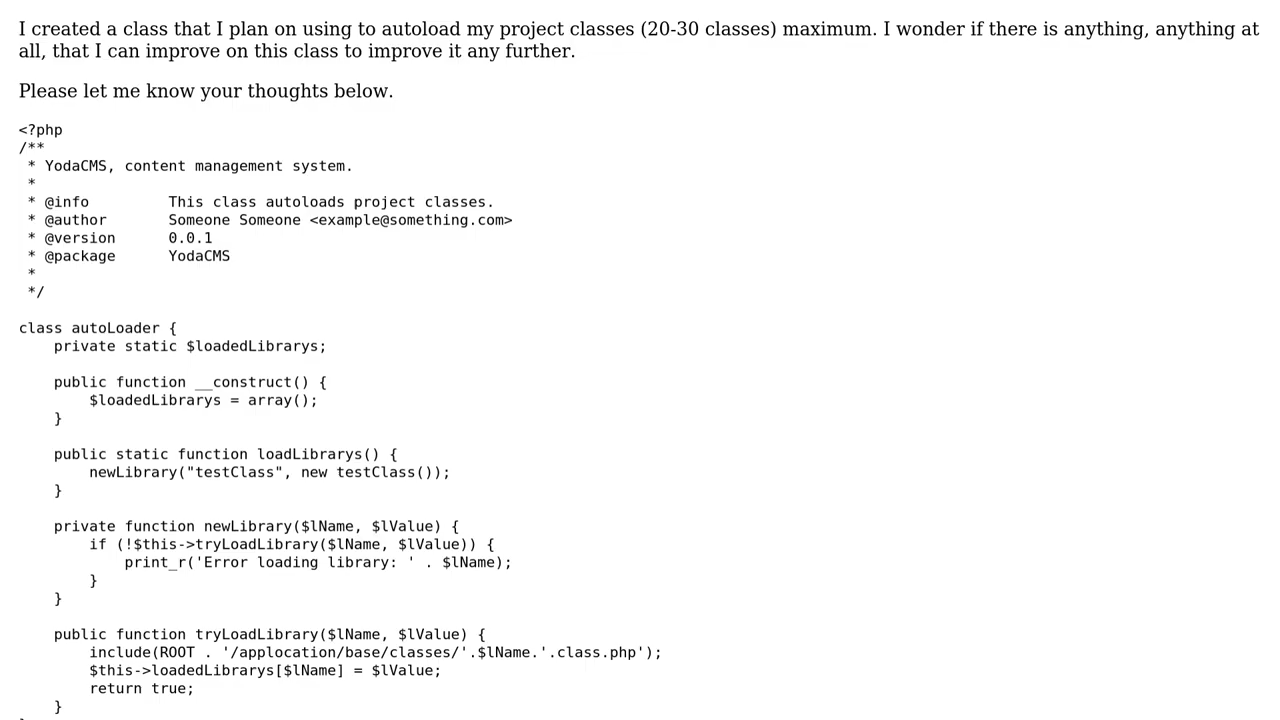 I created a class that I plan on using to autoload my project classes (20-30 classes) maximum. I wonder if there is anything, anything at
all, that I can improve on this class to improve it any further.
Please let me know your thoughts below.
<?php
/**
 * YodaCMS, content management system.
 *
 * @info         This class autoloads project classes.
 * @author       Someone Someone <example@something.com>
 * @version      0.0.1
 * @package      YodaCMS
 *
 */
class autoLoader {
    private static $loadedLibrarys;
    public function __construct() {
        $loadedLibrarys = array();
    }
    public static function loadLibrarys() {
        newLibrary("testClass", new testClass());
    }
    private function newLibrary($lName, $lValue) {
        if (!$this->tryLoadLibrary($lName, $lValue)) {
            print_r('Error loading library: ' . $lName);
        }
    }
    public function tryLoadLibrary($lName, $lValue) {
        include(ROOT . '/applocation/base/classes/'.$lName.'.class.php');
        $this->loadedLibrarys[$lName] = $lValue;
        return true;
    }